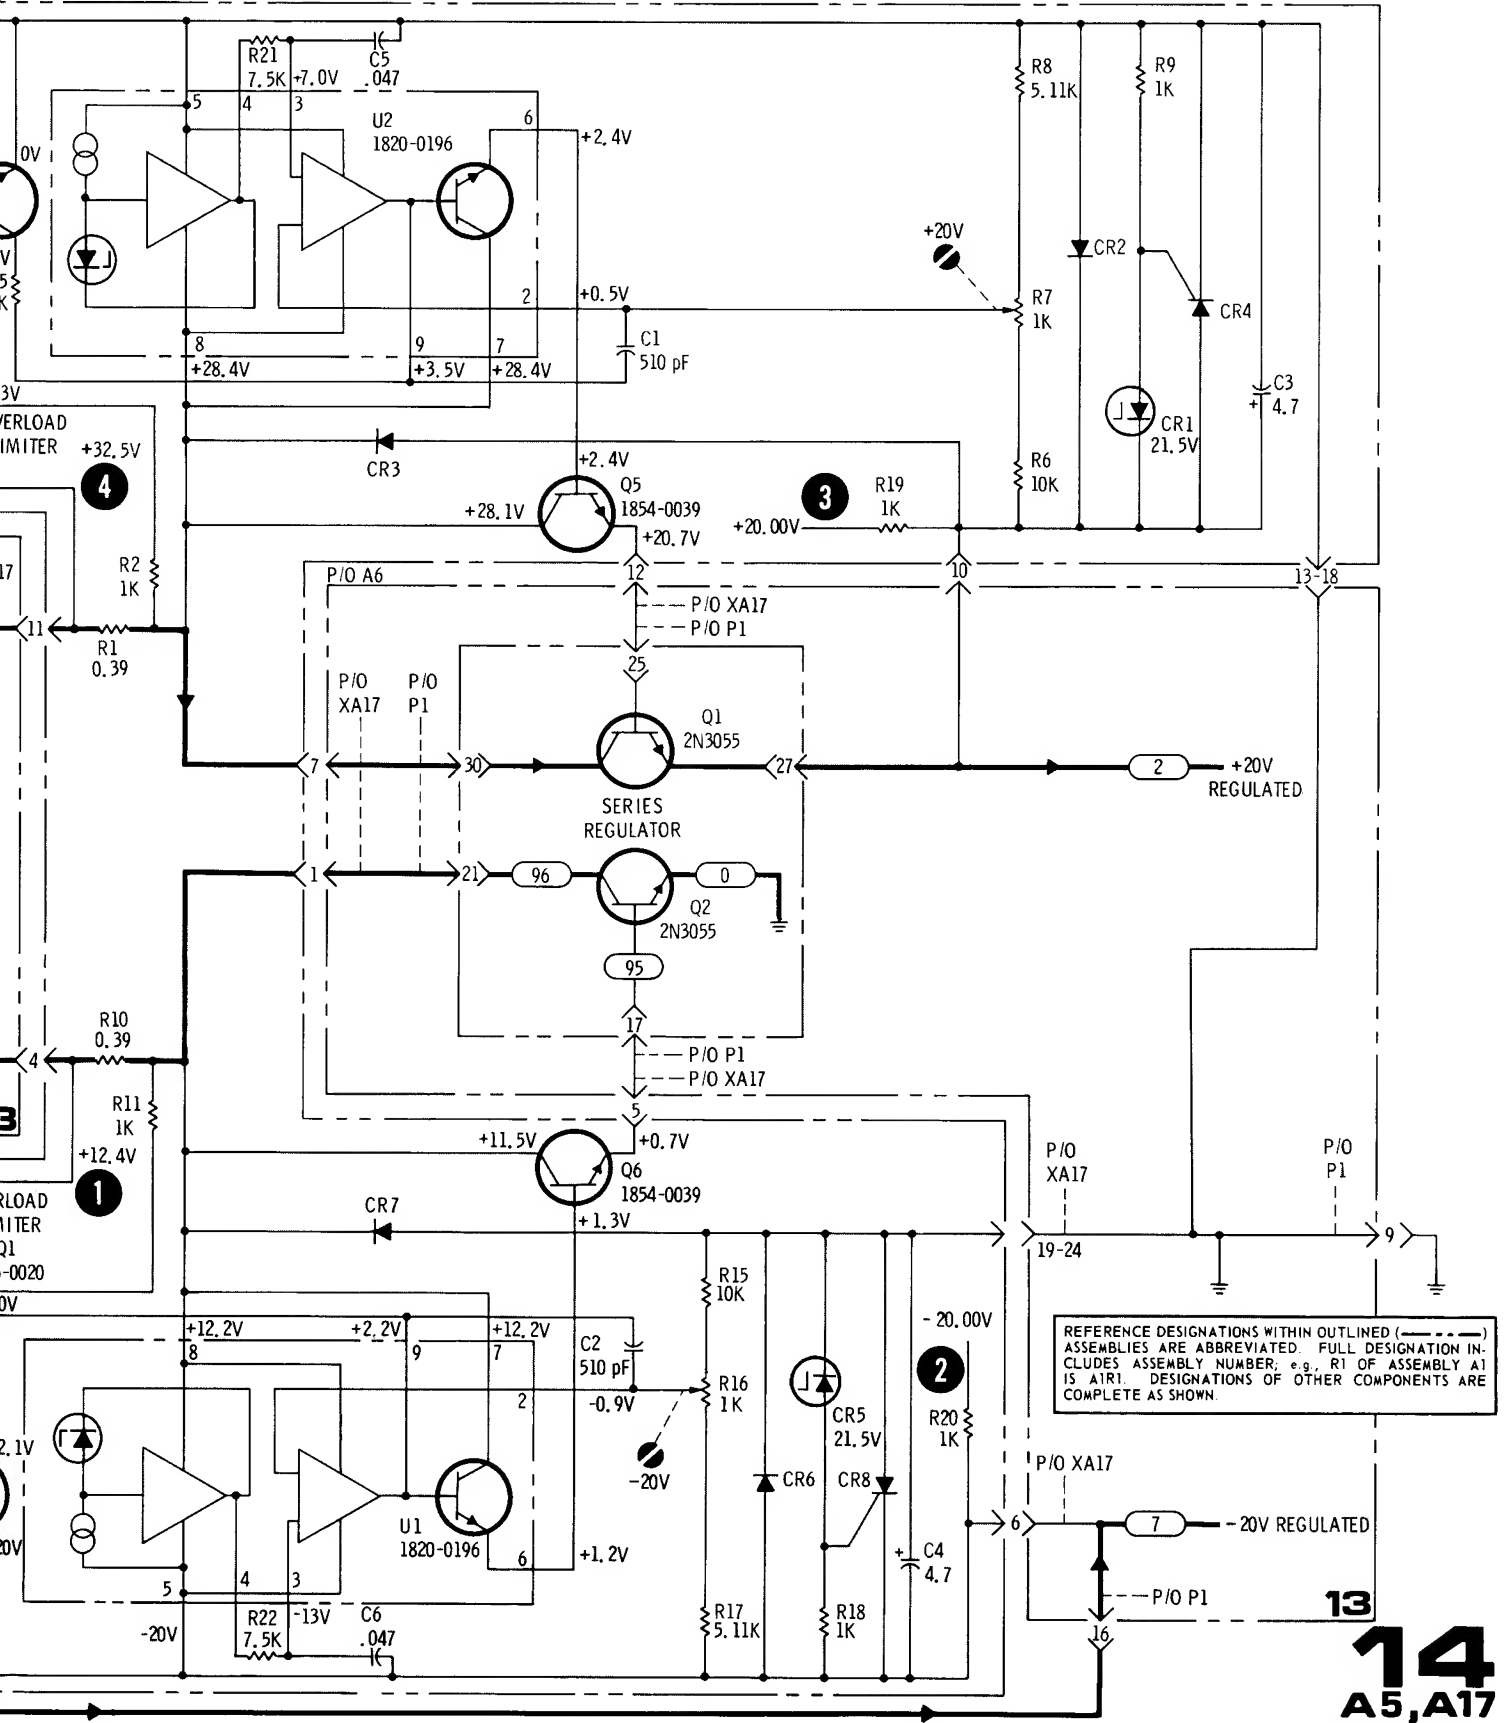 R21
7.5K
C5
.047
+7.0V
5
4
3
U2
1820-0196
6
+2.4V
R8
5.11K
R9
1K
0V
+20V
CR2
R7
1K
CR4
2
+0.5V
C1
510 pF
8
+28.4V
9
+3.5V
7
+28.4V
C3
+ 4.7
CR1
21.5V
3V
+32.5V
4
CR3
+2.4V
Q5
1854-0039
+28.1V
+20.7V
3
R19
1K
+20.00V
R6
10K
R2
1K
P/O A6
12
10
13-18
P/O XA17
P/O P1
11
R1
0.39
25
P/O
XA17
P/O
P1
Q1
2N3055
7
30
27
2
+20V
REGULATED
SERIES
REGULATOR
1
21
96
0
Q2
2N3055
95
17
P/O P1
P/O XA17
5
R10
0.39
4
R11
1K
+12.4V
1
+11.5V
+0.7V
Q6
1854-0039
+1.3V
CR7
P/O
XA17
P/O
P1
19-24
9
Q1
0V
R15
10K
+12.2V
8
+2.2V
9
+12.2V
7
C2
510 pF
-20.00V
2
REFERENCE DESIGNATIONS WITHIN OUTLINED ( )
ASSEMBLIES ARE ABBREVIATED. FULL DESIGNATION IN-
CLUDES ASSEMBLY NUMBER; e.g., R1 OF ASSEMBLY A1
IS A1R1. DESIGNATIONS OF OTHER COMPONENTS ARE
COMPLETE AS SHOWN.
2
-0.9V
R16
1K
CR5
21.5V
R20
1K
2.1V
-20V
CR6
CR8
P/O XA17
U1
1820-0196
6
+1.2V
6
7
-20V REGULATED
+ C4
4.7
5
4
3
-20V
R22
7.5K
-13V
C6
.047
R17
5.11K
R18
1K
P/O P1
16
13
14
A5,A17